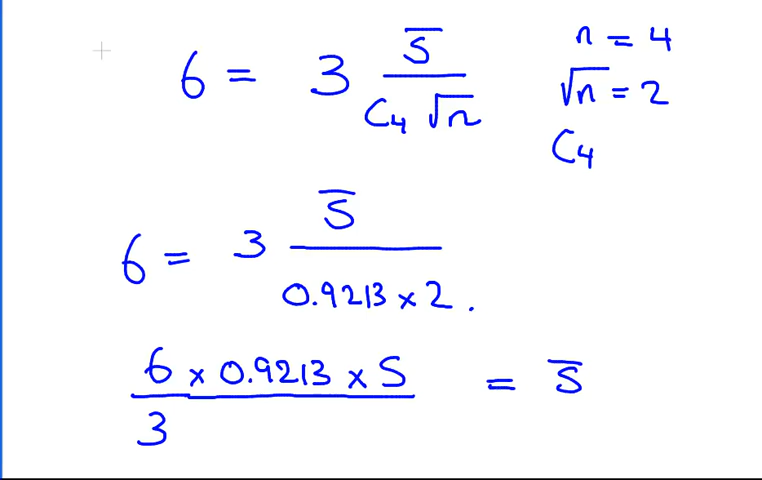 6 = 3 S̅ / (C₄ √n)
n = 4
√n = 2
C₄
6 = 3 S̅ / (0.9213 × 2).
(6 × 0.9213 × S) / 3 = S̅